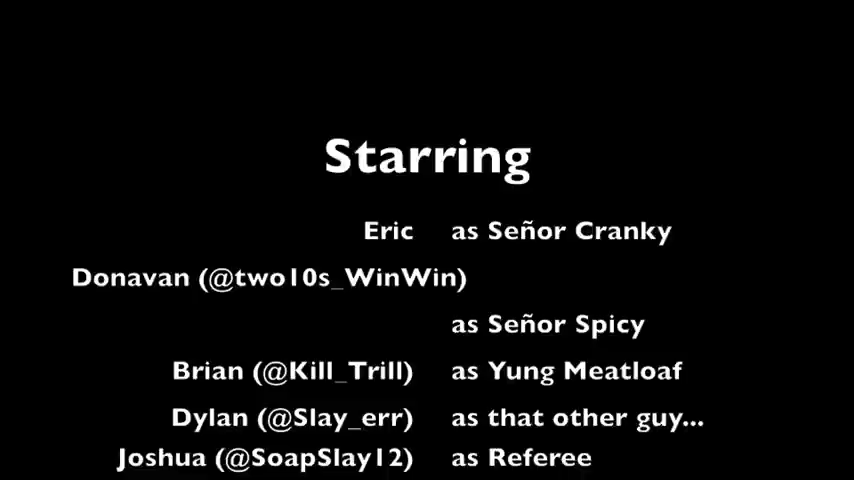 Starring
Eric as Señor Cranky
Donavan (@two10s_WinWin)
as Señor Spicy
Brian (@Kill_Trill) as Yung Meatloaf
Dylan (@Slay_err) as that other guy...
Joshua (@SoapSlay12) as Referee